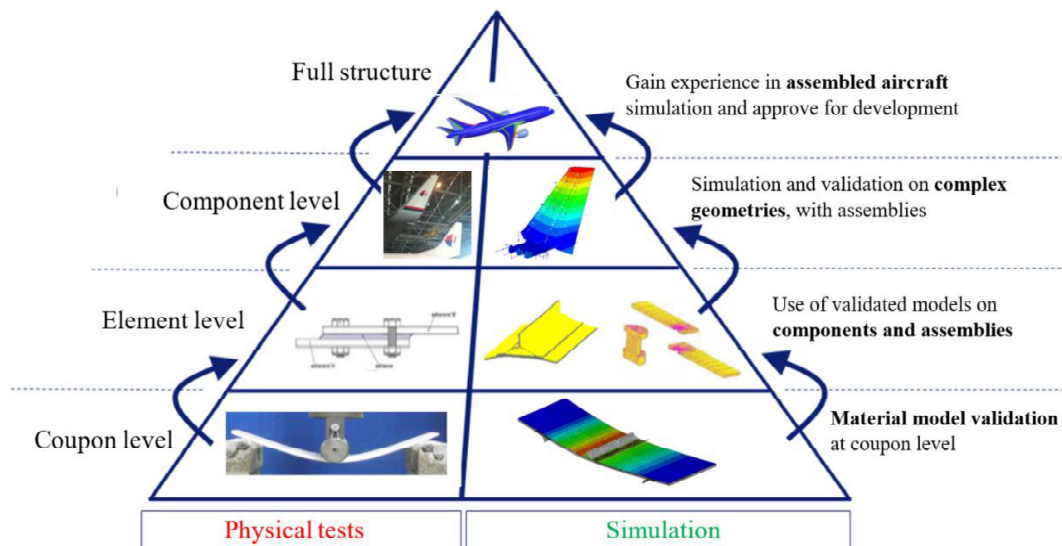 Full structure
Gain experience in assembled aircraft
simulation and approve for development
Component level
Simulation and validation on complex
geometries, with assemblies
Element level
Use of validated models on
components and assemblies
Coupon level
Material model validation
at coupon level
Physical tests
Simulation